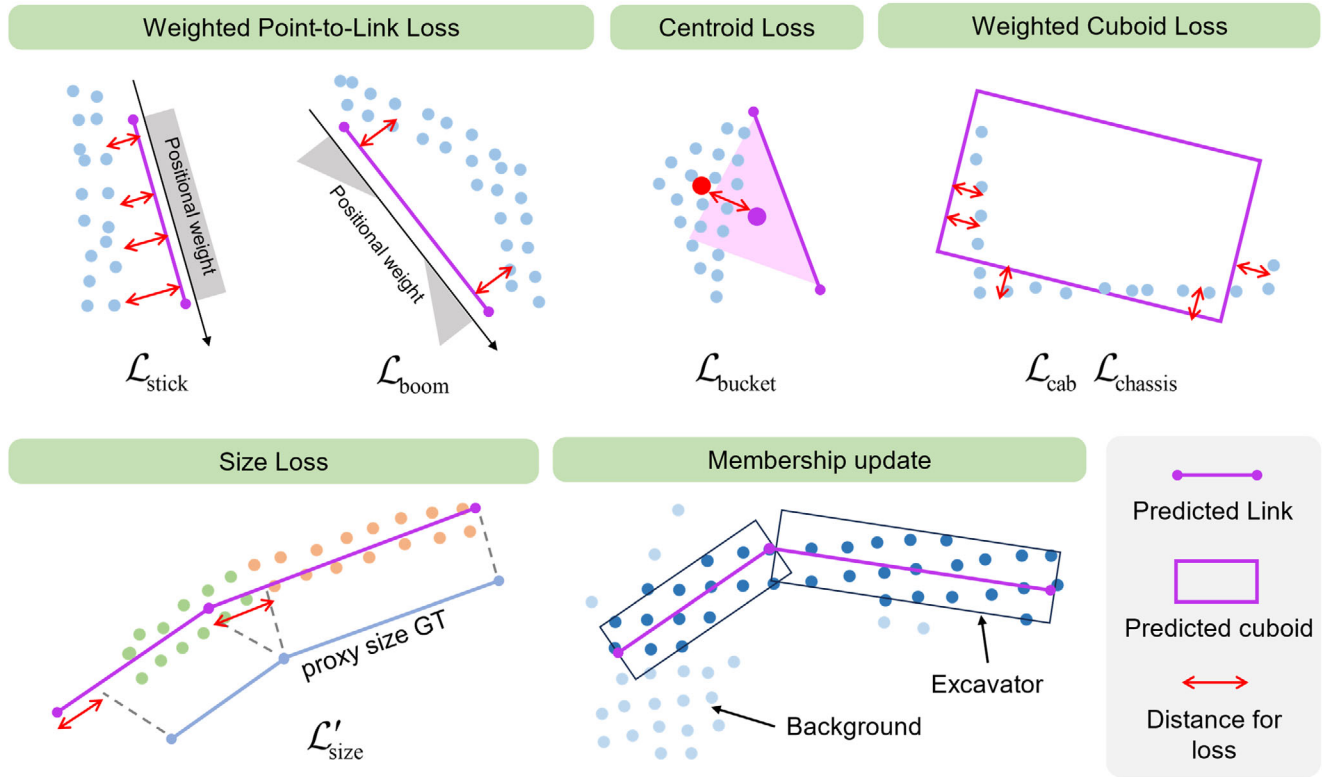 Weighted Point-to-Link Loss
Centroid Loss
Weighted Cuboid Loss
Positional weight
Positional weight
ℒstick
ℒboom
ℒbucket
ℒcab ℒchassis
Size Loss
Membership update
proxy size GT
ℒ′size
Excavator
Background
Predicted Link
Predicted cuboid
Distance for
loss